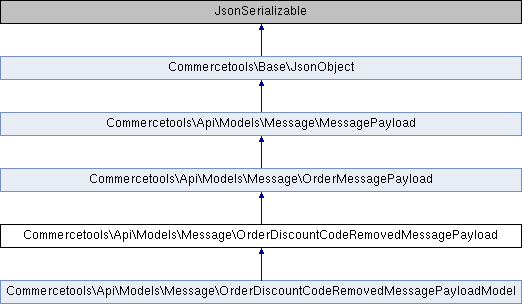 JsonSerializable
Commercetools\Base\JsonObject
Commercetools\Api\Models\Message\MessagePayload
Commercetools\Api\Models\Message\OrderMessagePayload
Commercetools\Api\Models\Message\OrderDiscountCodeRemovedMessagePayload
Commercetools\Api\Models\Message\OrderDiscountCodeRemovedMessagePayloadModel